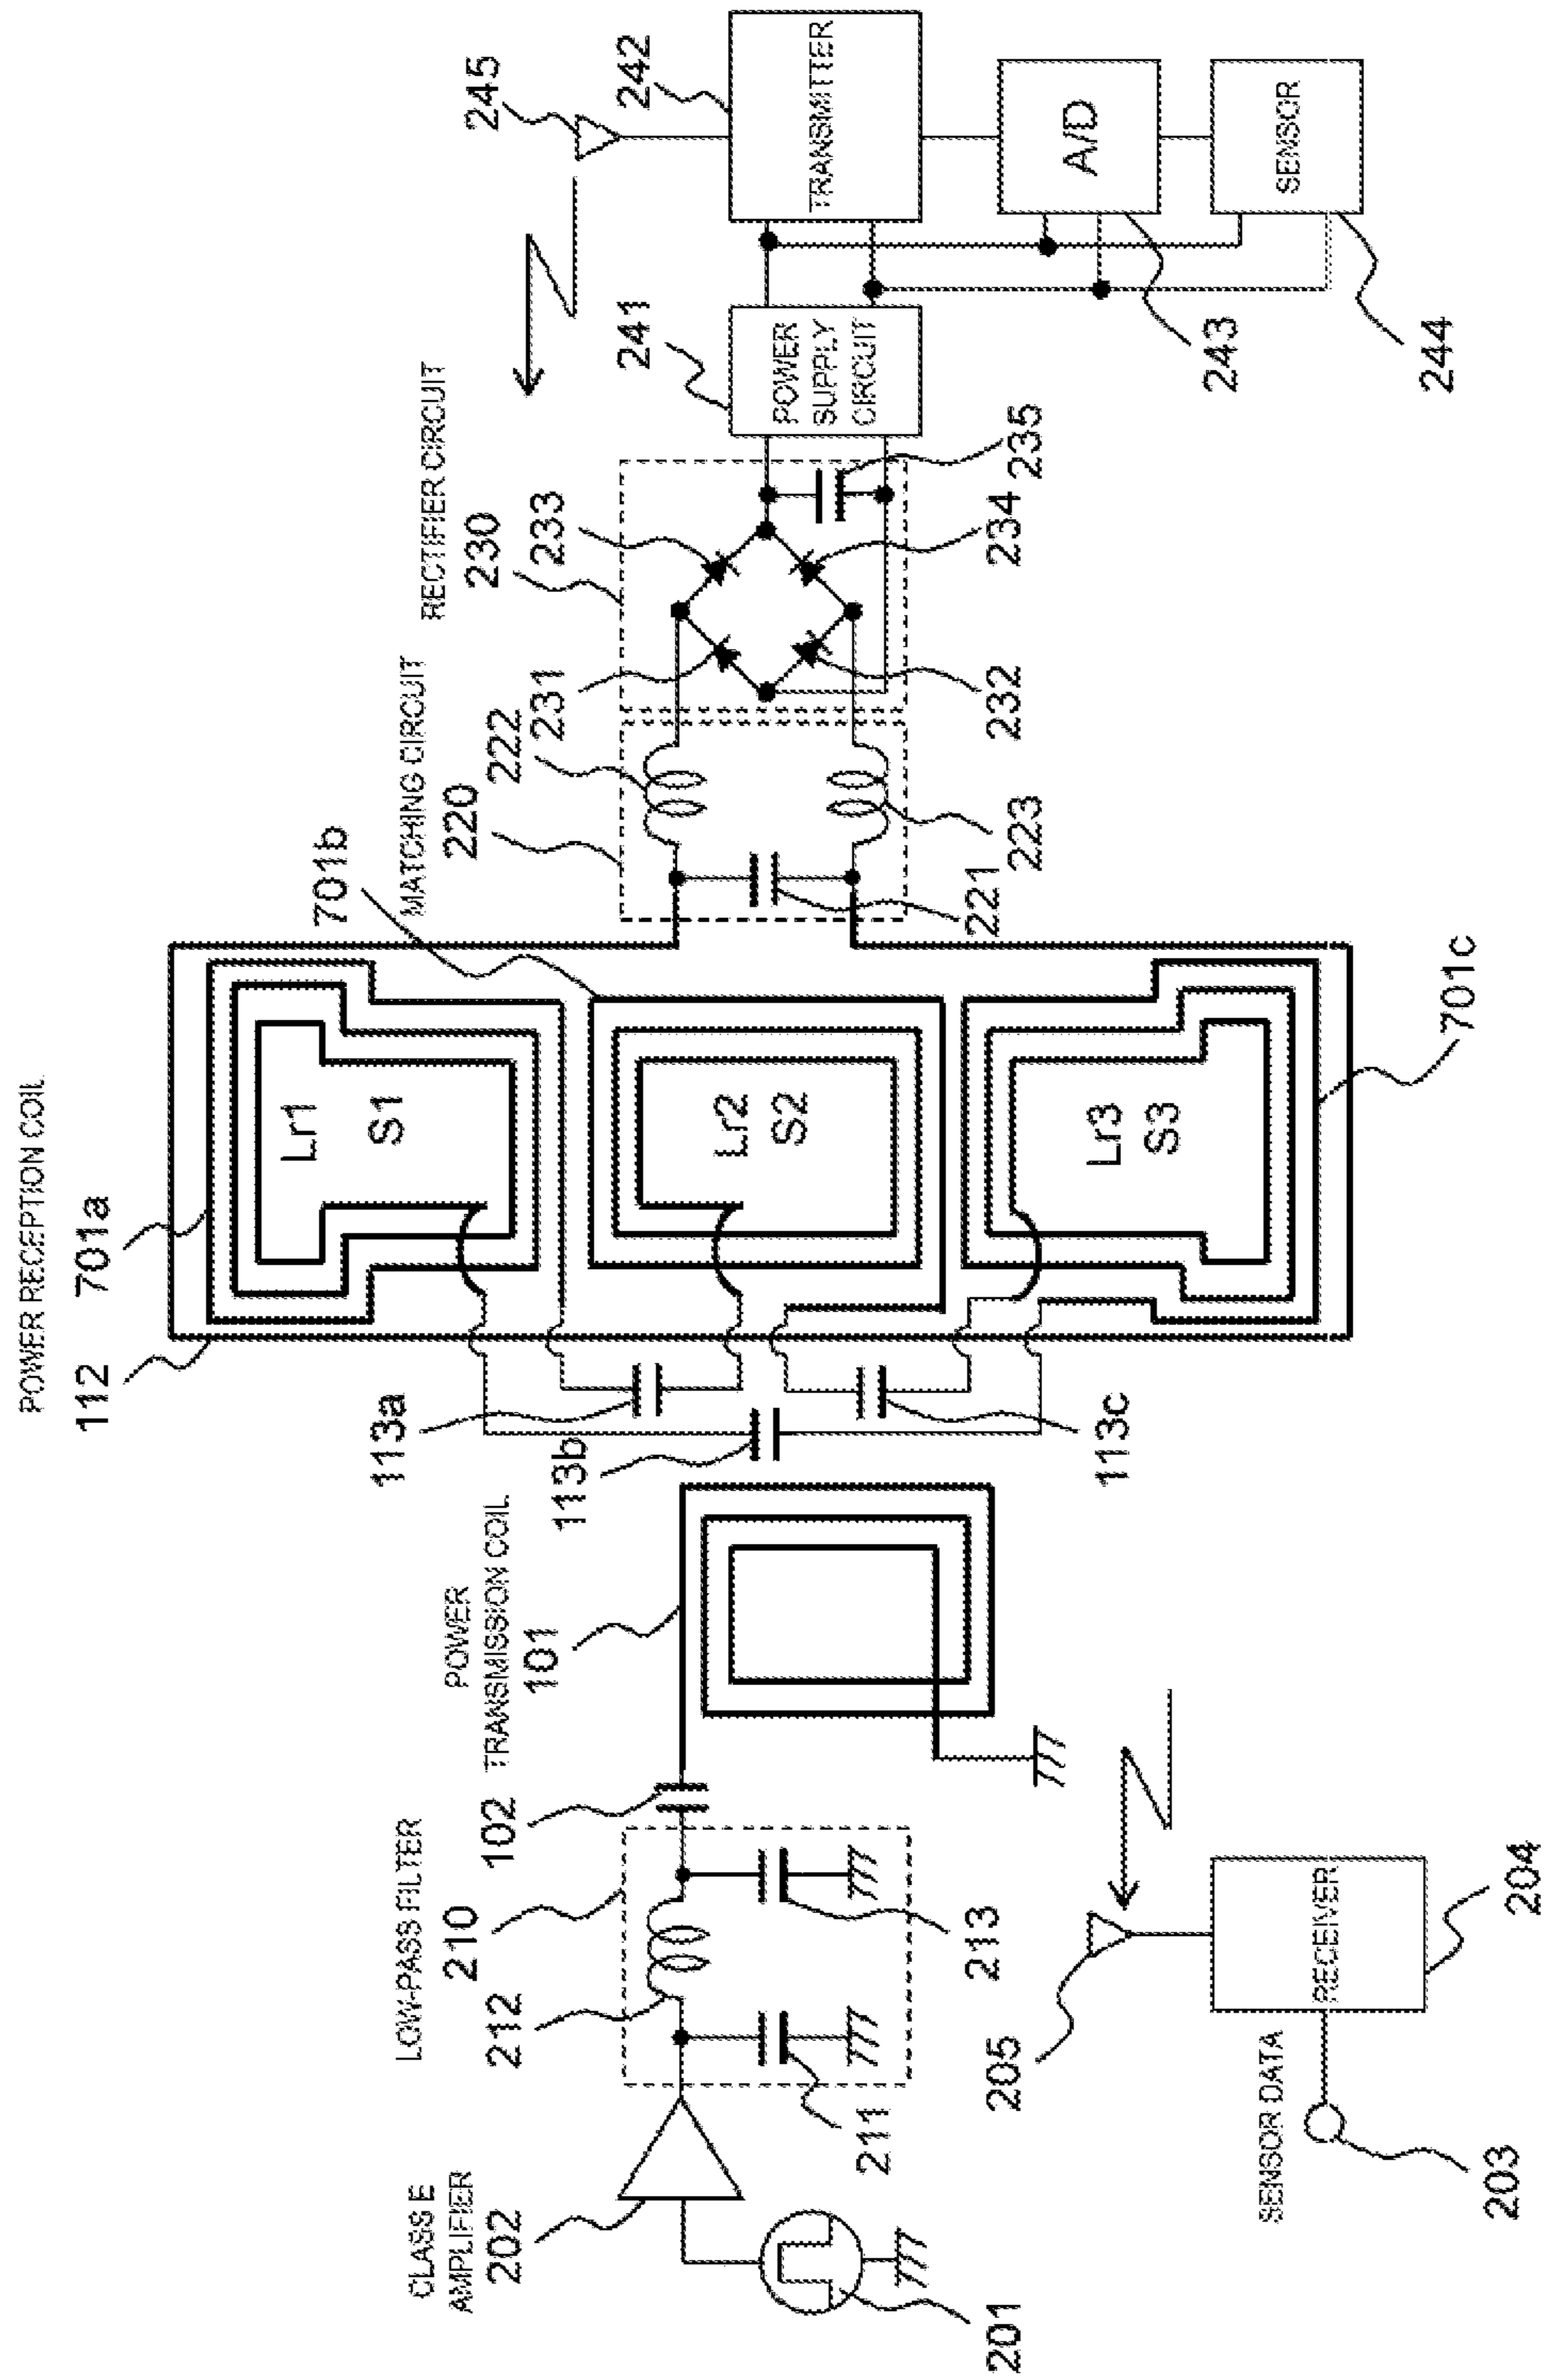 CLASS E
AMPLIFIER
202
201
LOW-PASS FILTER
210
212
211
213
102
POWER
TRANSMISSION COIL
101
SENSOR DATA
203
205
RECEIVER
204
POWER RECEPTION COIL
112
701a
Lr1
S1
Lr2
S2
Lr3
S3
113a
113b
113c
701b
701c
MATCHING CIRCUIT
220
222
221
223
RECTIFIER CIRCUIT
230
231
233
232
234
235
241
POWER
SUPPLY
CIRCUIT
245
242
TRANSMITTER
A/D
243
SENSOR
244